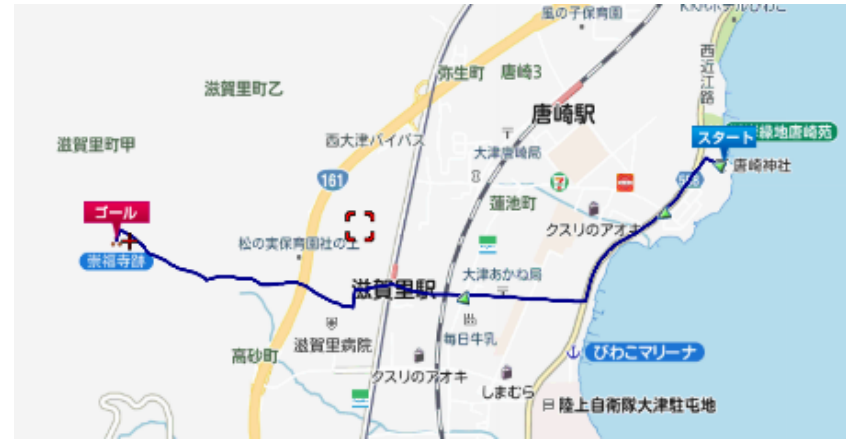 風の子保育園
KKRホテルびわこ
西近江路
弥生町
唐崎3
滋賀里町乙
唐崎駅
滋賀里町甲
西大津バイパス
大津唐崎局
緑地唐崎苑
スタート
唐崎神社
161
蓮池町
558
ゴール
クスリのアオキ
松の実保育園社の土
崇福寺跡
大津あかね局
滋賀里駅
滋賀里病院
毎日牛乳
びわこマリーナ
高砂町
クスリのアオキ
しまむら
陸上自衛隊大津駐屯地